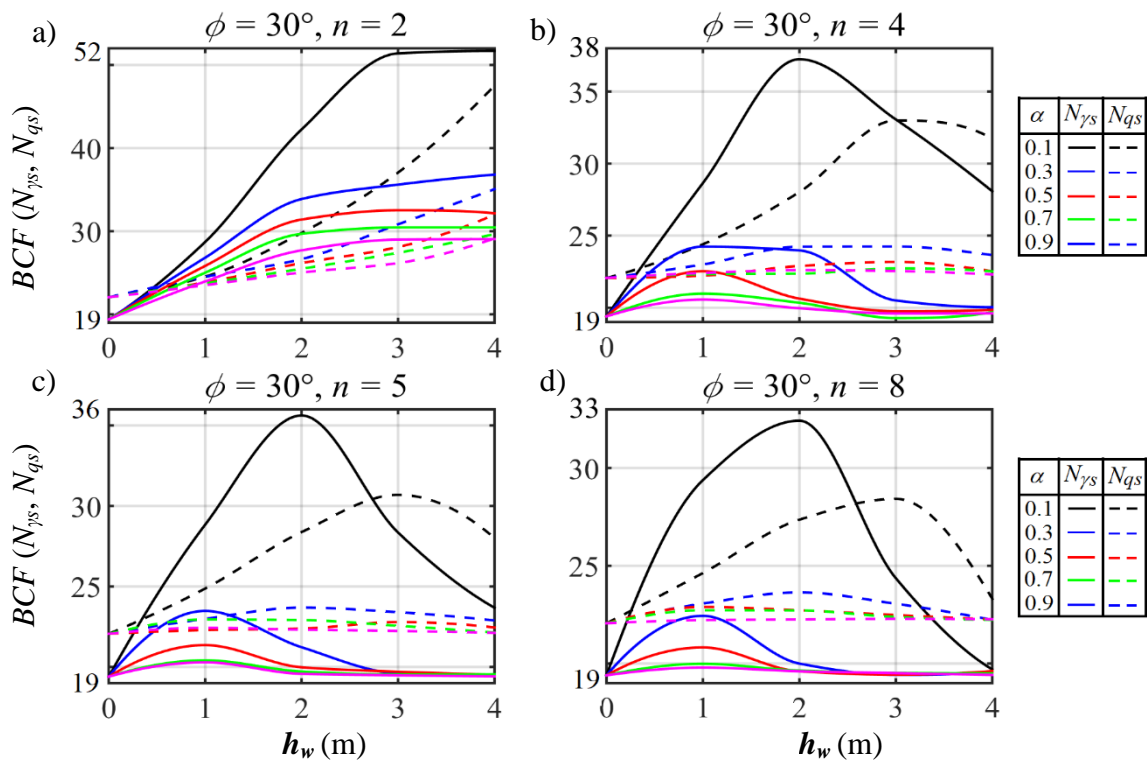 a) ϕ = 30°, n = 2
BCF (Nγs, Nqs)
52
40
30
19
0 1 2 3 4
b) ϕ = 30°, n = 4
38
35
30
25
19
0 1 2 3 4
α Nγs Nqs
0.1
0.3
0.5
0.7
0.9
c) ϕ = 30°, n = 5
BCF (Nγs, Nqs)
36
30
25
19
0 1 2 3 4
hw (m)
d) ϕ = 30°, n = 8
33
30
25
19
0 1 2 3 4
hw (m)
α Nγs Nqs
0.1
0.3
0.5
0.7
0.9